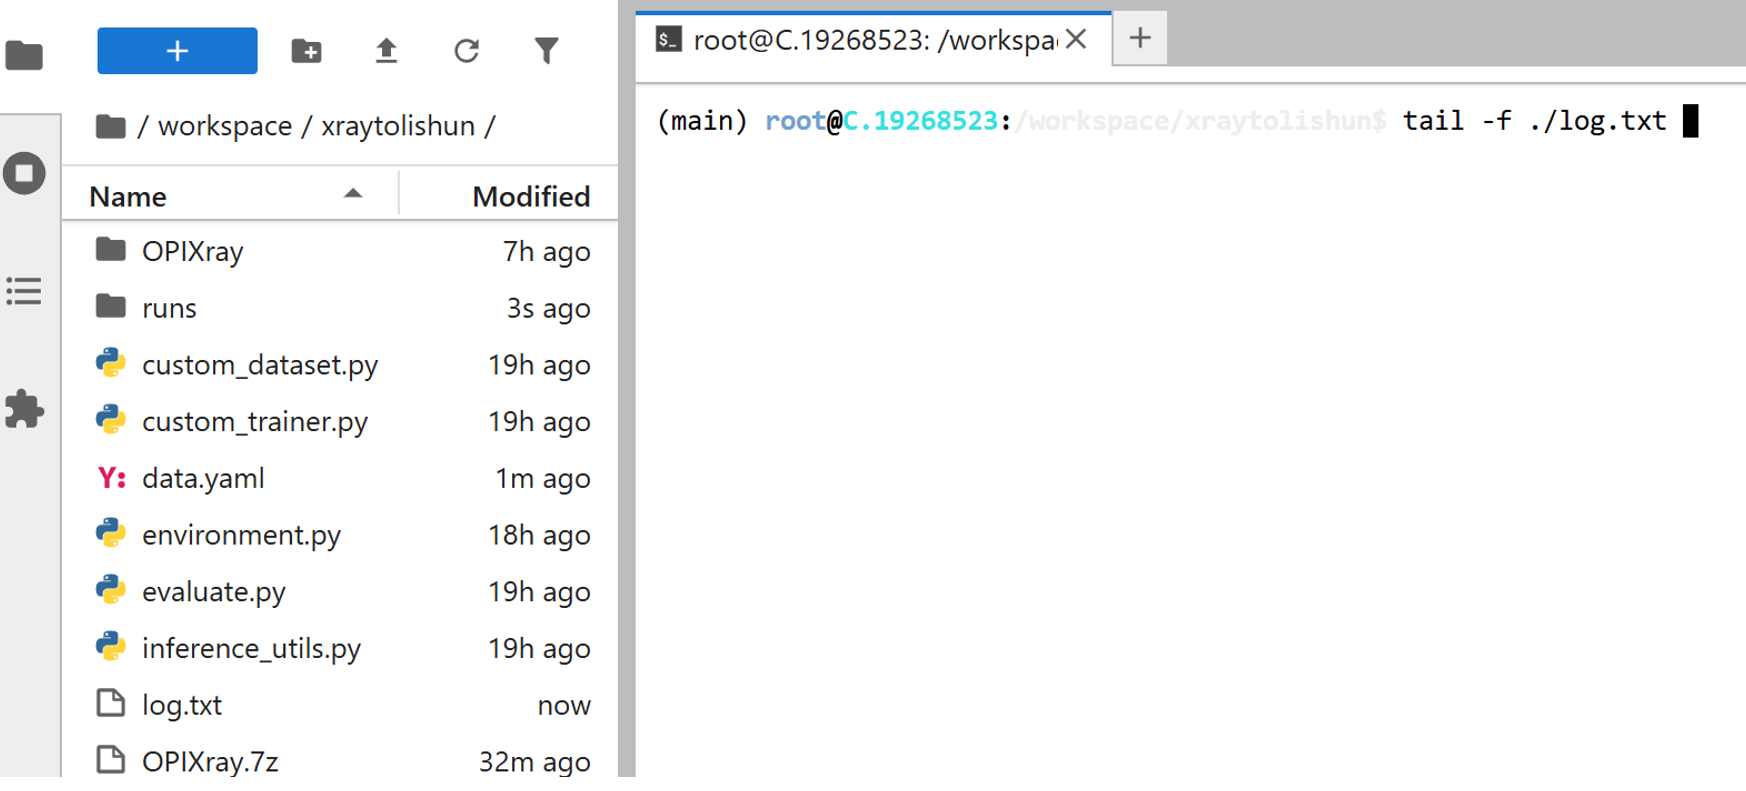 +
/ workspace / xraytolishun /
Name Modified
OPIXray 7h ago
runs 3s ago
custom_dataset.py 19h ago
custom_trainer.py 19h ago
Y: data.yaml 1m ago
environment.py 18h ago
evaluate.py 19h ago
inference_utils.py 19h ago
log.txt now
OPIXray.7z 32m ago
$_ root@C.19268523: /workspa × +
(main) root@C.19268523:/workspace/xraytolishun$ tail -f ./log.txt